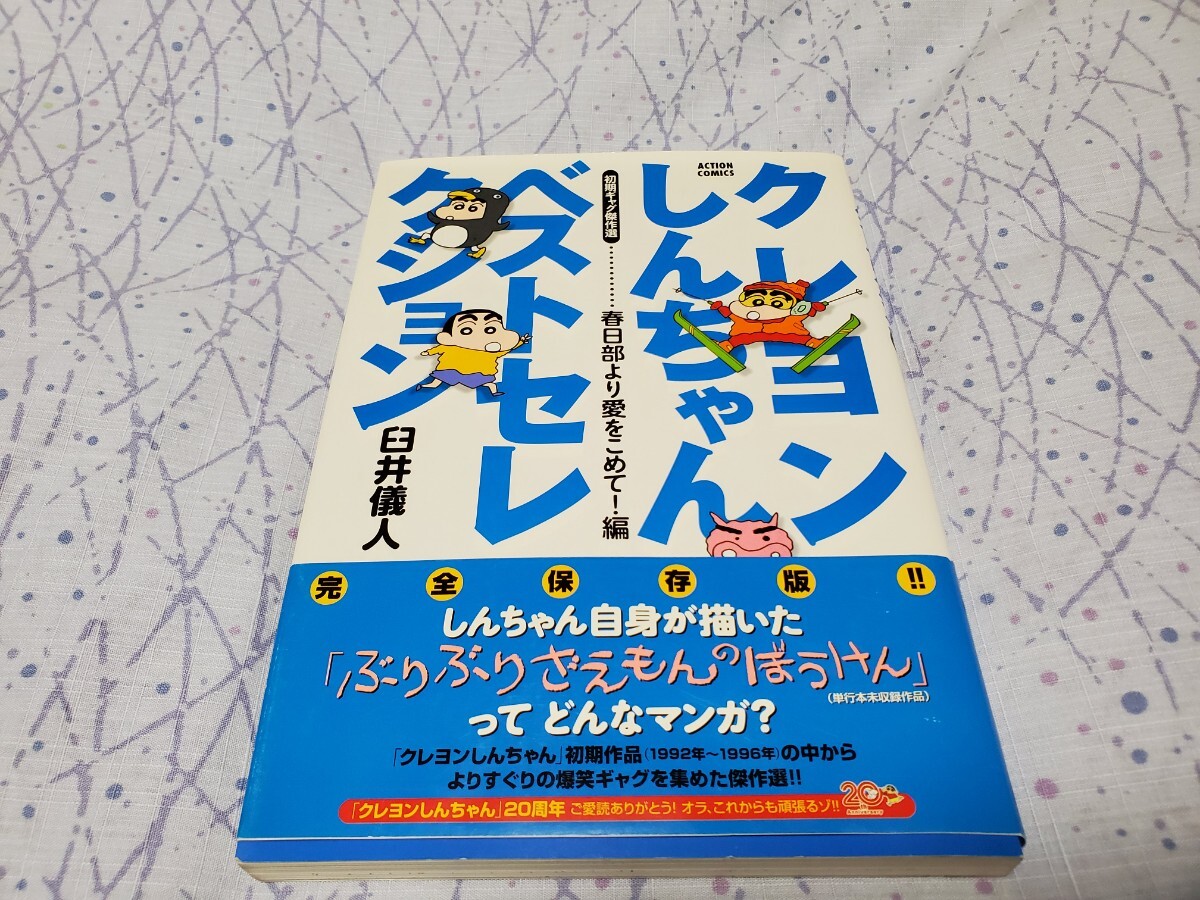 ACTION
COMICS
クレヨン
しんちゃん
初期ギャグ傑作選
…………春日部より愛をこめて!編
ベストセレ
クション
臼井儀人
完全保存版!!
しんちゃん自身が描いた
「ぶりぶりざえもんのぼうけん」
(単行本未収録作品)
って どんなマンガ?
「クレヨンしんちゃん」初期作品(1992年〜1996年)の中から
よりすぐりの爆笑ギャグを集めた傑作選!!
「クレヨンしんちゃん」20周年 ご愛読ありがとう! オラ、これからも頑張るゾ!!
20